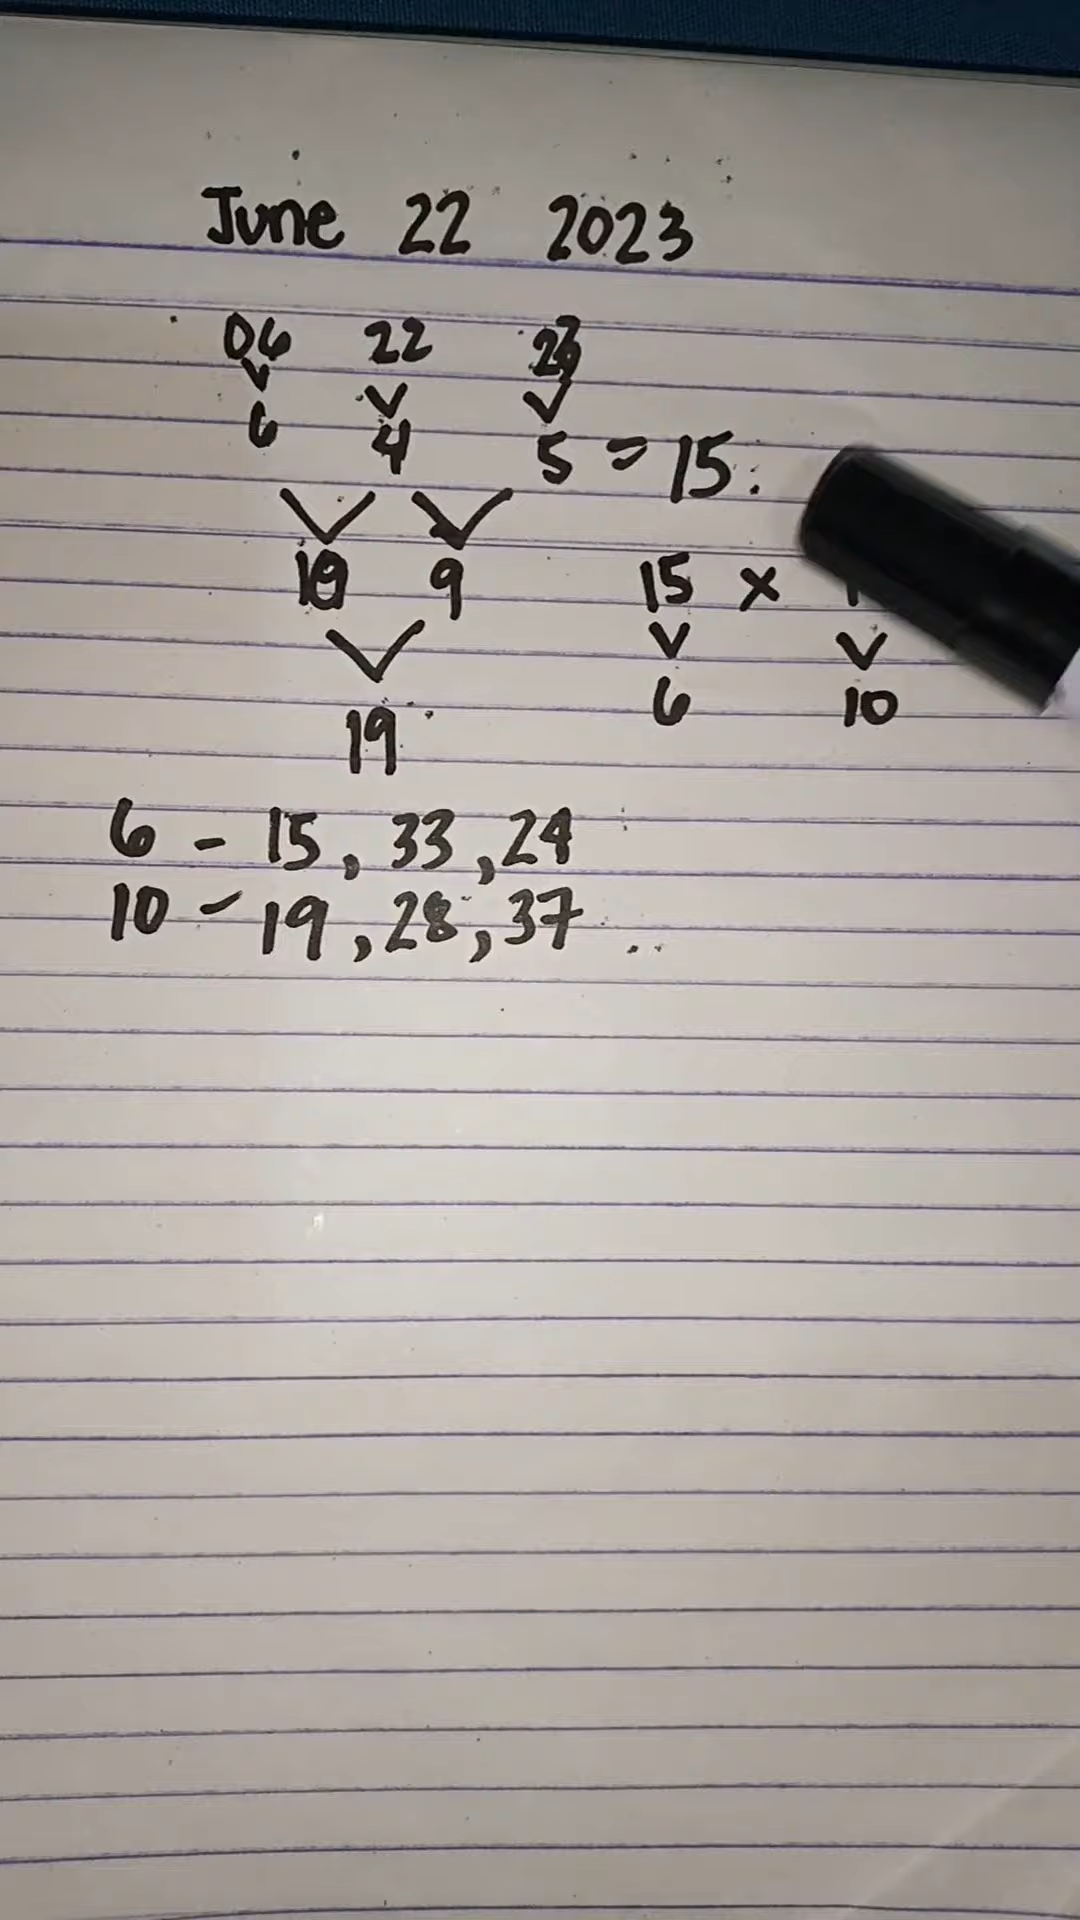 June 22 2023
06 22 23
6 4 5 = 15
10 9
15 x
19
6 10
6 - 15, 33, 24
10 - 19, 28, 37